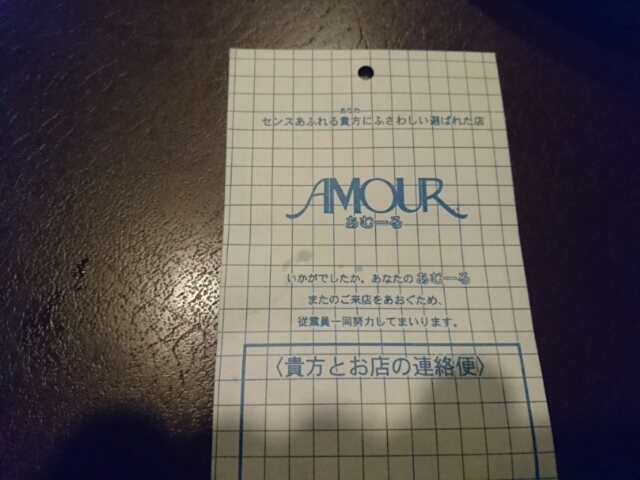 あなた
センスあふれる貴方にふさわしい選ばれた店
AMOUR.
あむーる
いかがでしたか。あなたの あむーる
またのご来店をあおぐため、
従業員一同努力してまいります。
〈貴方とお店の連絡便〉